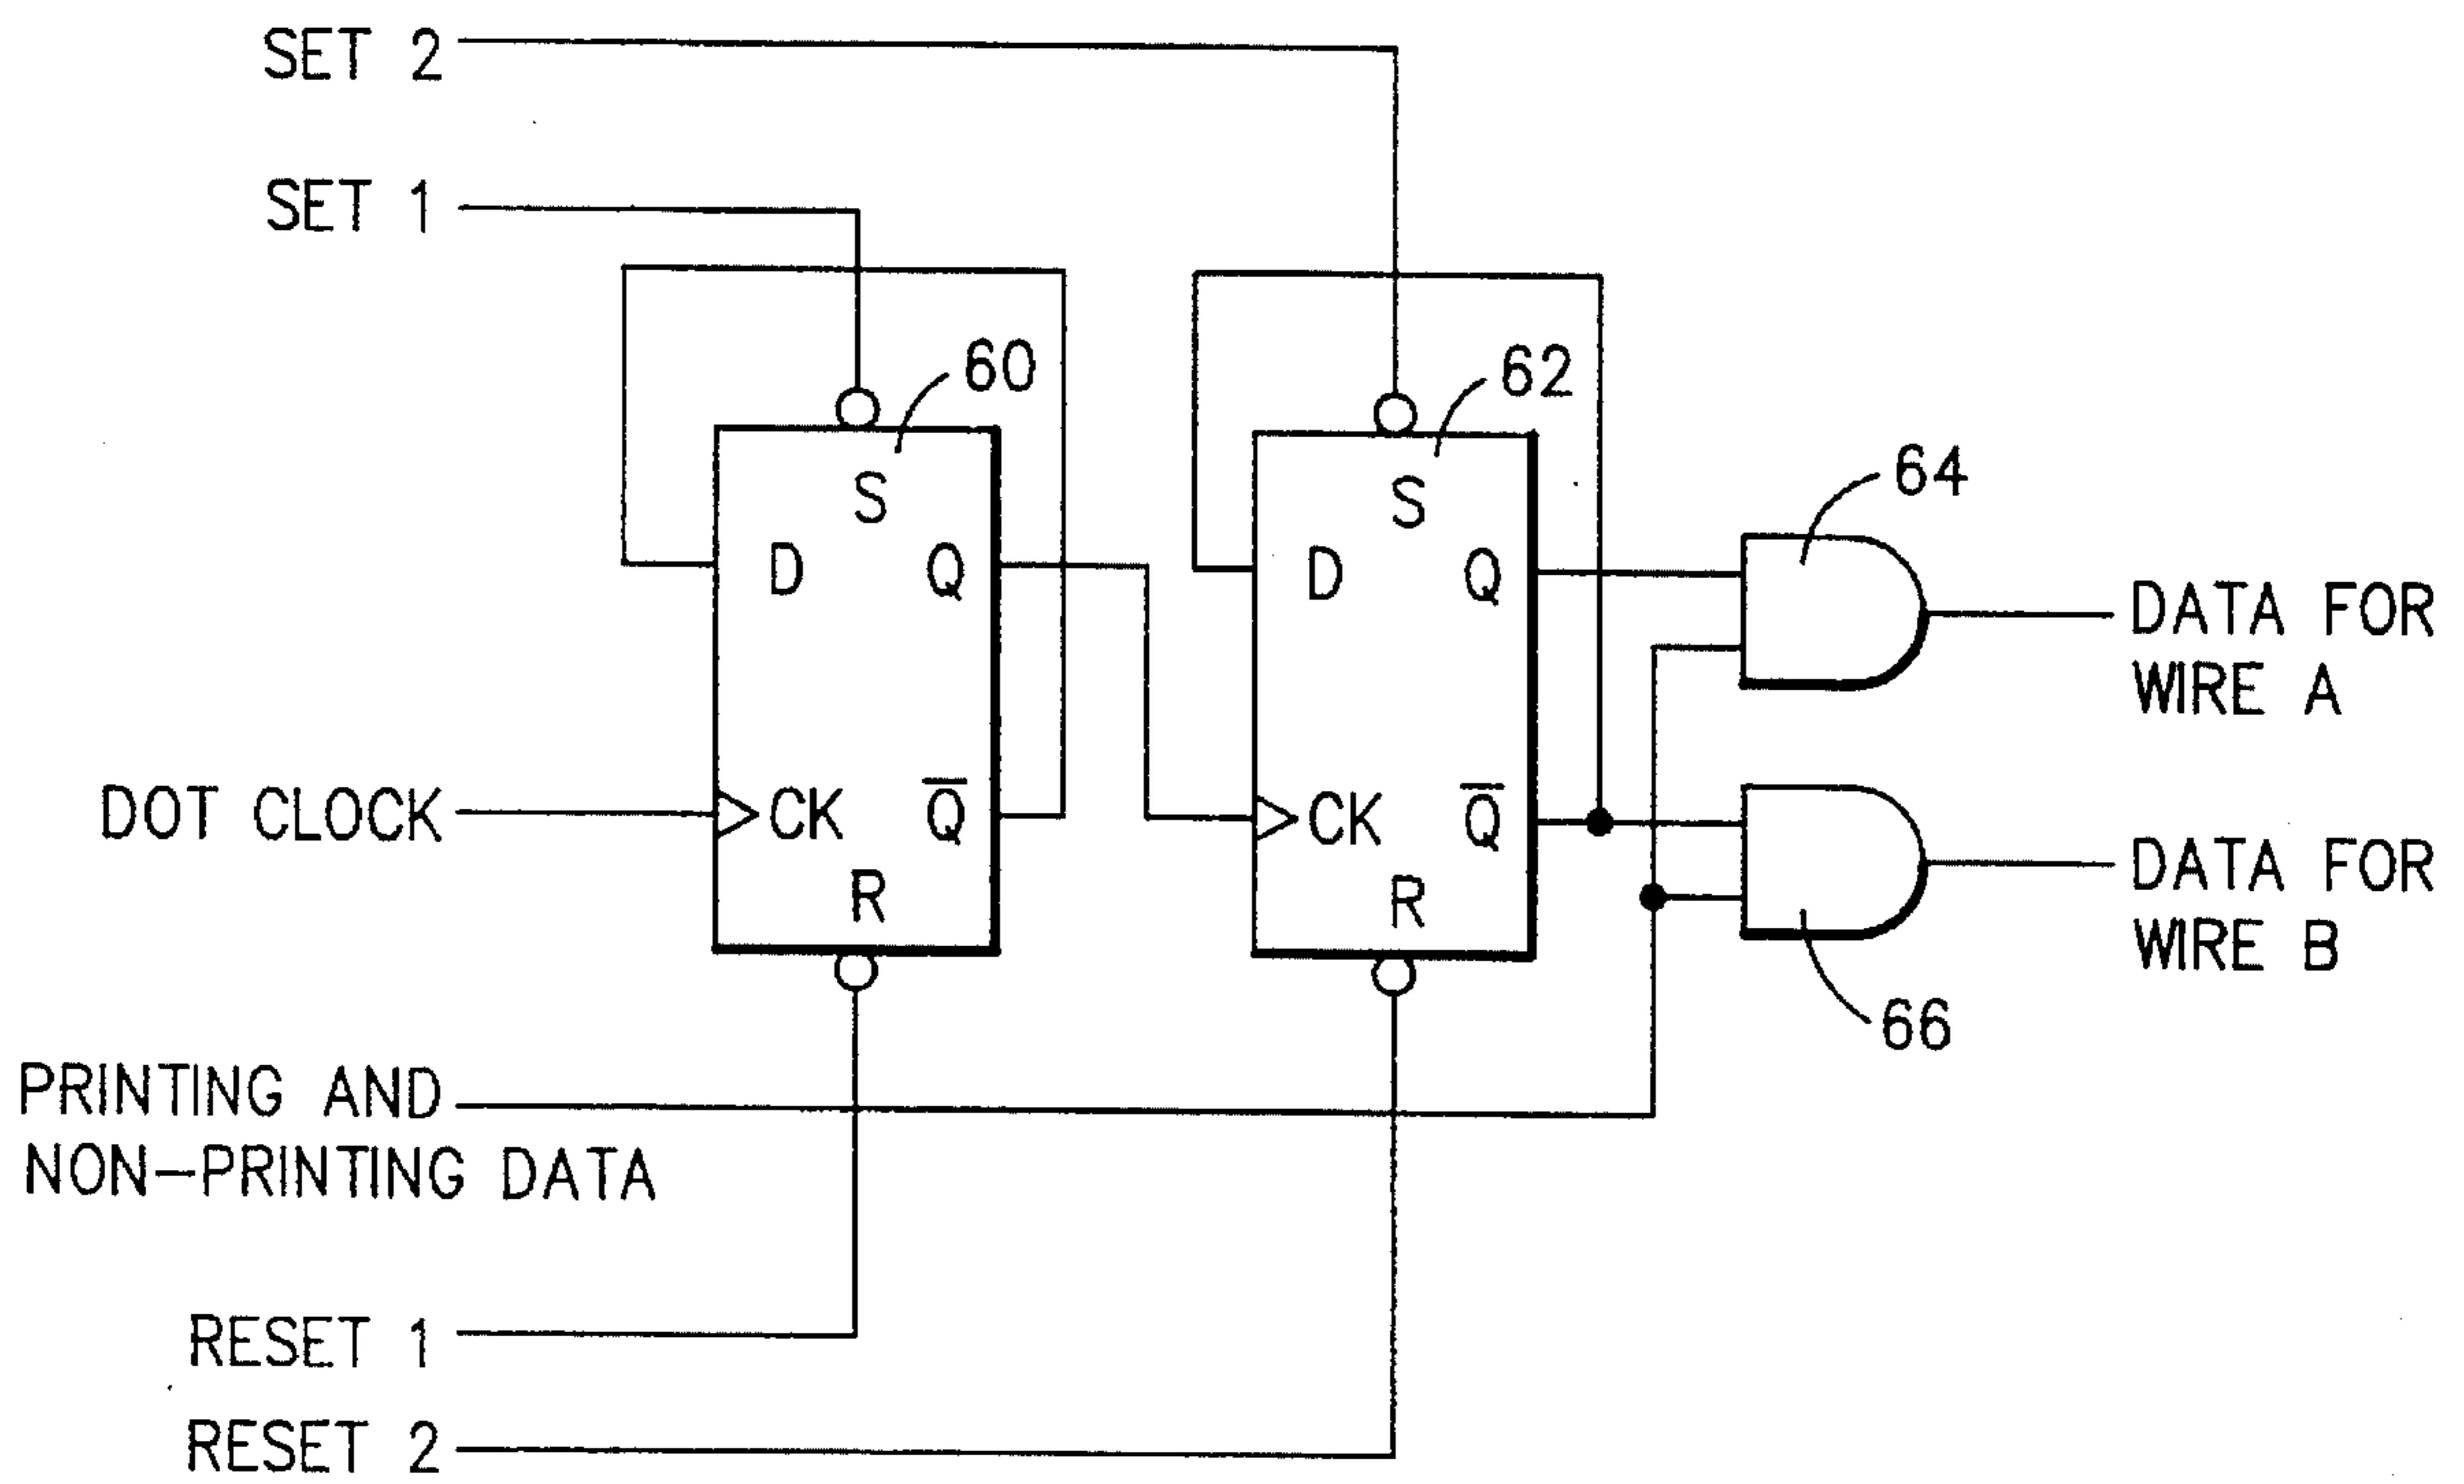 SET 2
SET 1
60
62
S
S
64
D
Q
D
Q
DATA FOR
WIRE A
DOT CLOCK
CK
Q̅
CK
Q̅
DATA FOR
WIRE B
R
R
66
PRINTING AND
NON-PRINTING DATA
RESET 1
RESET 2